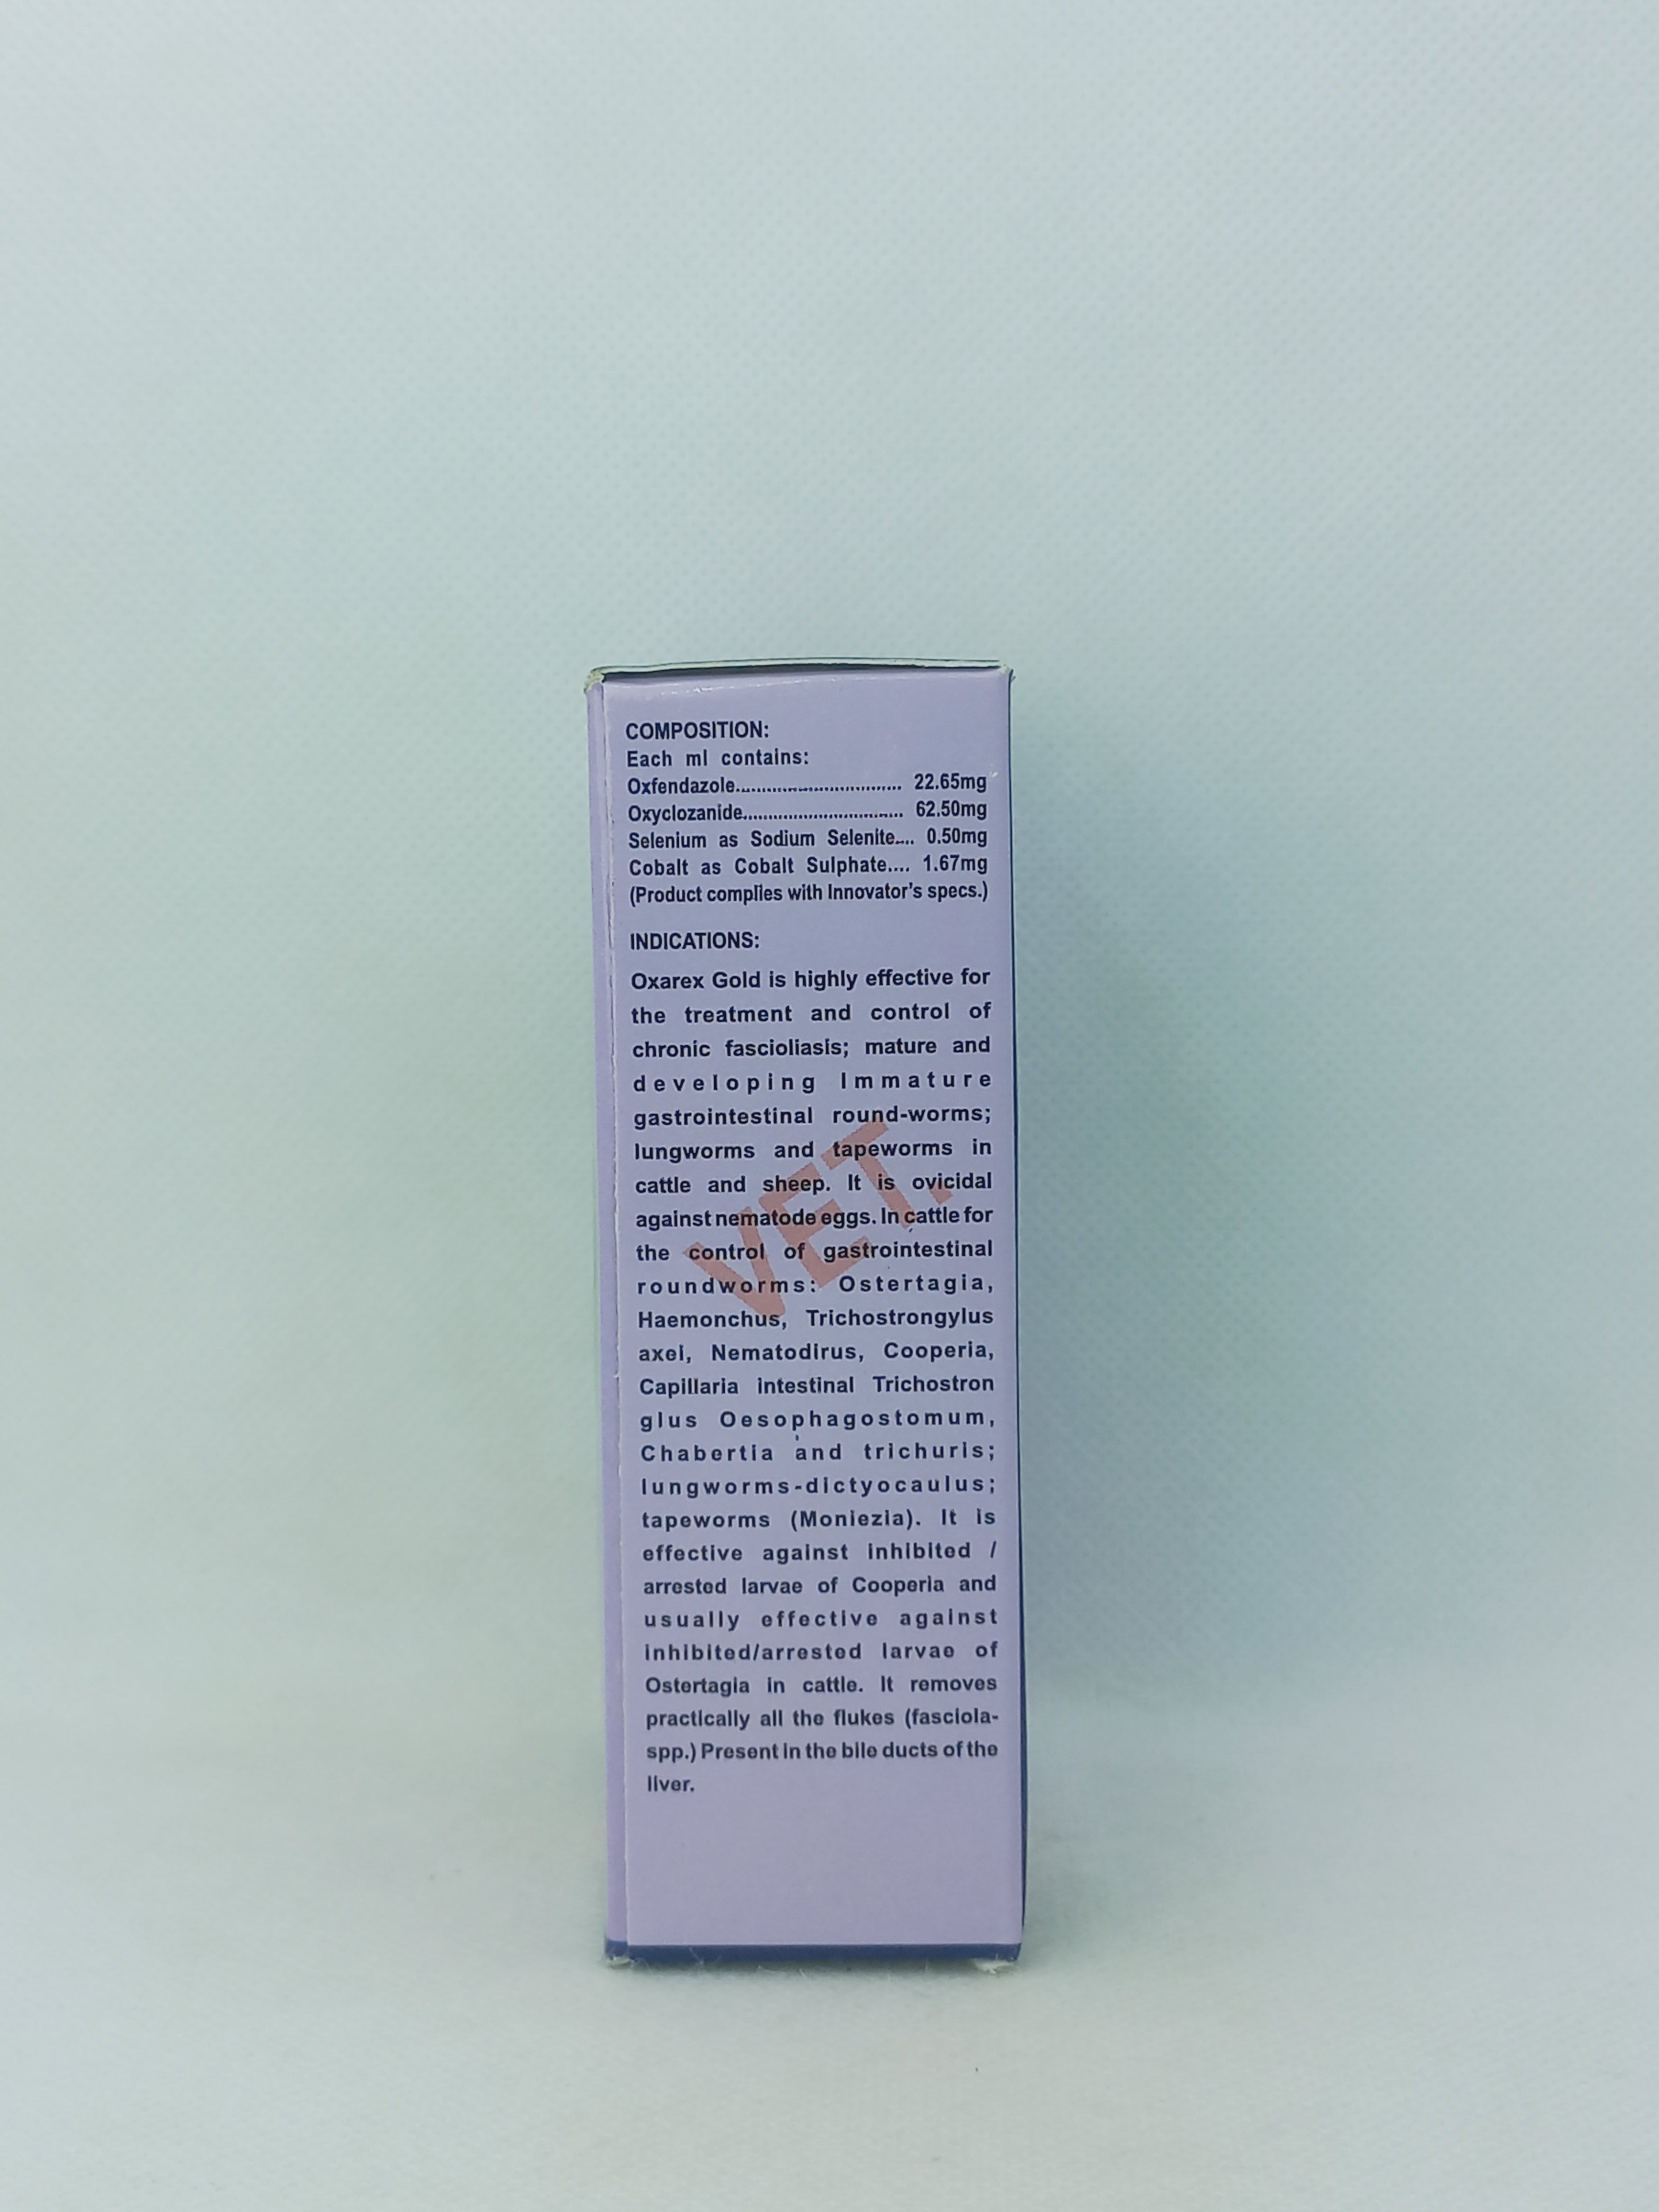 COMPOSITION:
Each ml contains:
Oxfendazole.................................. 22.65mg
Oxyclozanide................................ 62.50mg
Selenium as Sodium Selenite.... 0.50mg
Cobalt as Cobalt Sulphate.... 1.67mg
(Product complies with Innovator's specs.)
INDICATIONS:
Oxarex Gold is highly effective for
the treatment and control of
chronic fascioliasis; mature and
developing Immature
gastrointestinal round-worms;
lungworms and tapeworms in
cattle and sheep. It is ovicidal
against nematode eggs. In cattle for
the control of gastrointestinal
roundworms: Ostertagia,
Haemonchus, Trichostrongylus
axei, Nematodirus, Cooperia,
Capillaria intestinal Trichostron
glus Oesophagostomum,
Chabertia and trichuris;
lungworms-dictyocaulus;
tapeworms (Moniezia). It is
effective against inhibited /
arrested larvae of Cooperia and
usually effective against
inhibited/arrested larvae of
Ostertagia in cattle. It removes
practically all the flukes (fasciola-
spp.) Present in the bile ducts of the
liver.
VET.